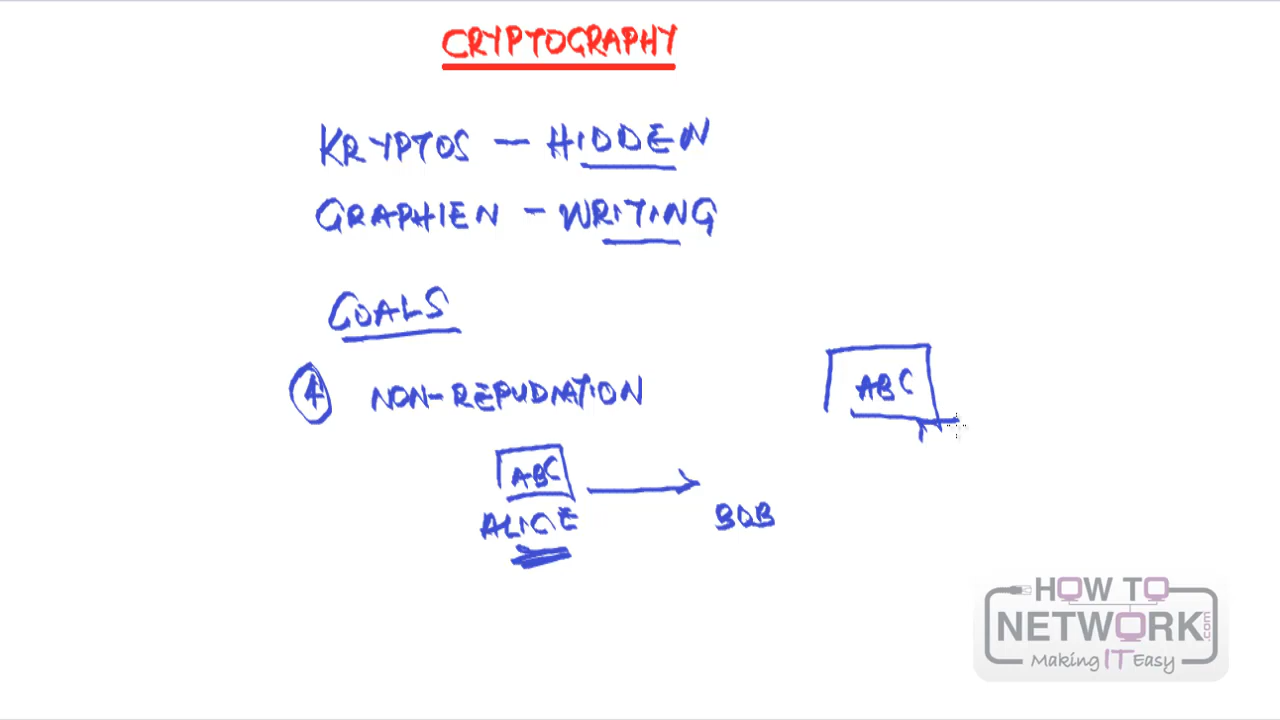 CRYPTOGRAPHY
KRYPTOS — HIDDEN
GRAPHIEN - WRITING
GOALS
4 NON-REPUDIATION
ABC
ABC
ALICE
BOB
HOW TO
NETWORK.com
Making IT Easy